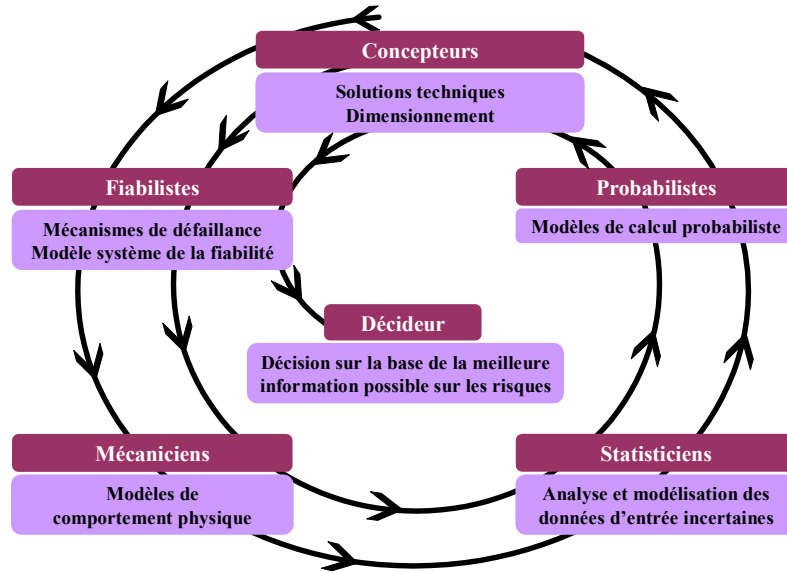 Concepteurs
Solutions techniques
Dimensionnement
Fiabilistes
Mécanismes de défaillance
Modèle système de la fiabilité
Probabilistes
Modèles de calcul probabiliste
Décideur
Décision sur la base de la meilleure
information possible sur les risques
Mécaniciens
Modèles de
comportement physique
Statisticiens
Analyse et modélisation des
données d’entrée incertaines